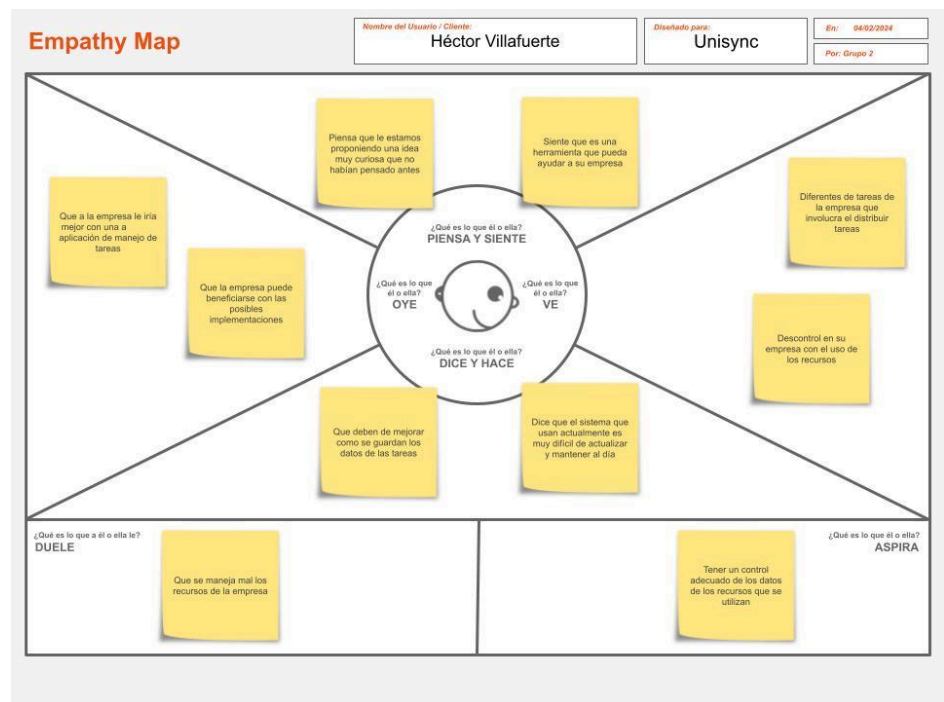 Empathy Map
Nombre del Usuario / Cliente:
Héctor Villafuerte
Diseñado para:
Unisync
En: 04/02/2024
Por: Grupo 2
Piensa que le estamos
proponiendo una idea
muy curiosa que no
habían pensado antes
Siente que es una
herramienta que pueda
ayudar a su empresa
Que a la empresa le iría
mejor con una a
aplicación de manejo de
tareas
Que la empresa puede
beneficiarse con las
posibles
implementaciones
Diferentes de tareas de
la empresa que
involucra el distribuir
tareas
Descontrol en su
empresa con el uso de
los recursos
¿Qué es lo que él o ella?
PIENSA Y SIENTE
¿Qué es lo que
él o ella?
OYE
¿Qué es lo que
él o ella?
VE
¿Qué es lo que él o ella?
DICE Y HACE
Que deben de mejorar
como se guardan los
datos de las tareas
Dice que el sistema que
usan actualmente es
muy difícil de actualizar
y mantener al día
¿Qué es lo que a él o ella le?
DUELE
Que se maneja mal los
recursos de la empresa
¿Qué es lo que él o ella?
ASPIRA
Tener un control
adecuado de los datos
de los recursos que se
utilizan